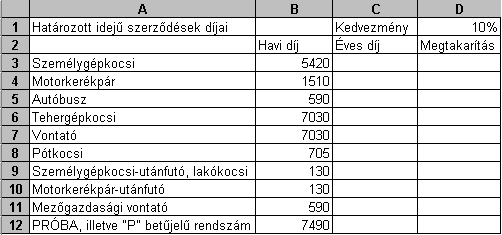 A B C D
1 Határozott idejű szerződések díjai Kedvezmény 10%
2 Havi díj Éves díj Megtakarítás
3 Személygépkocsi 5420
4 Motorkerékpár 1510
5 Autóbusz 590
6 Tehergépkocsi 7030
7 Vontató 7030
8 Pótkocsi 705
9 Személygépkocsi-utánfutó, lakókocsi 130
10 Motorkerékpár-utánfutó 130
11 Mezőgazdasági vontató 590
12 PRÓBA, illetve "P" betűjelű rendszám 7490